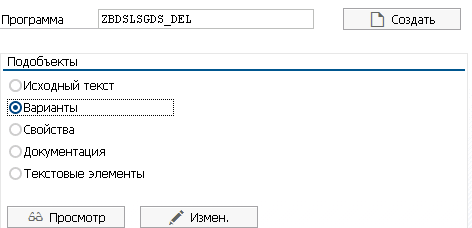 Программа ZBDSLSGDS_DEL Создать
Подобъекты
Исходный текст
Варианты
Свойства
Документация
Текстовые элементы
Просмотр Измен.